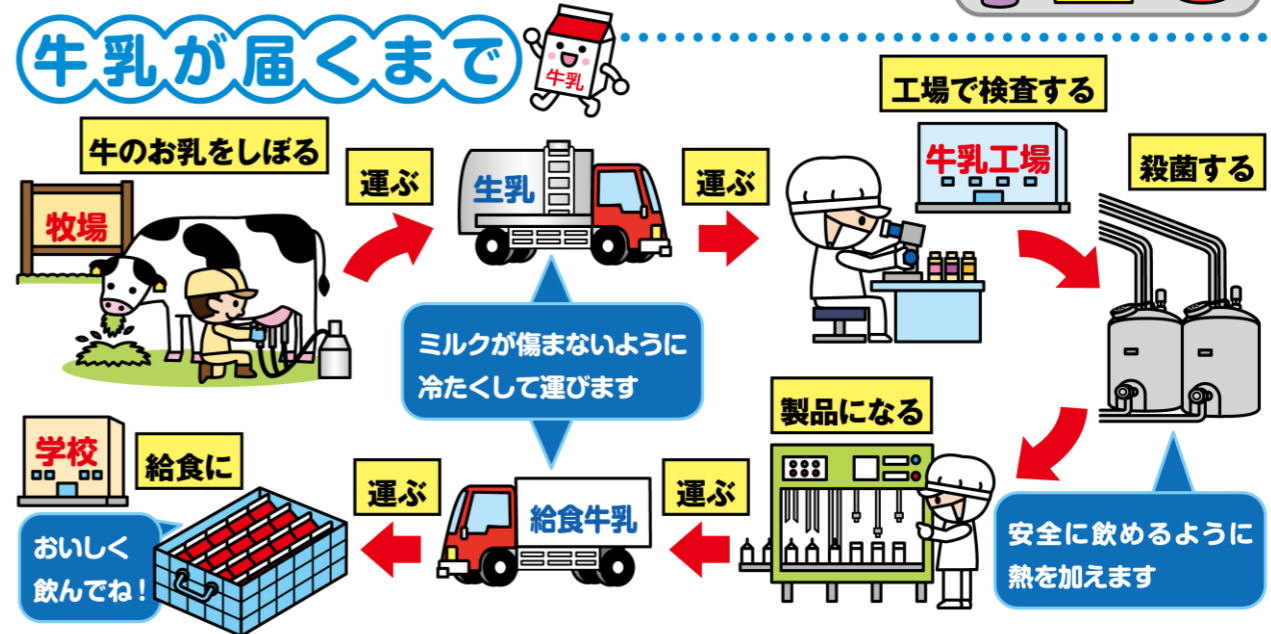 牛乳が届くまで
牛乳
牛のお乳をしぼる
牧場
運ぶ
生乳
運ぶ
工場で検査する
牛乳工場
殺菌する
ミルクが傷まないように
冷たくして運びます
安全に飲めるように
熱を加えます
製品になる
運ぶ
給食牛乳
運ぶ
給食に
学校
おいしく
飲んでね!